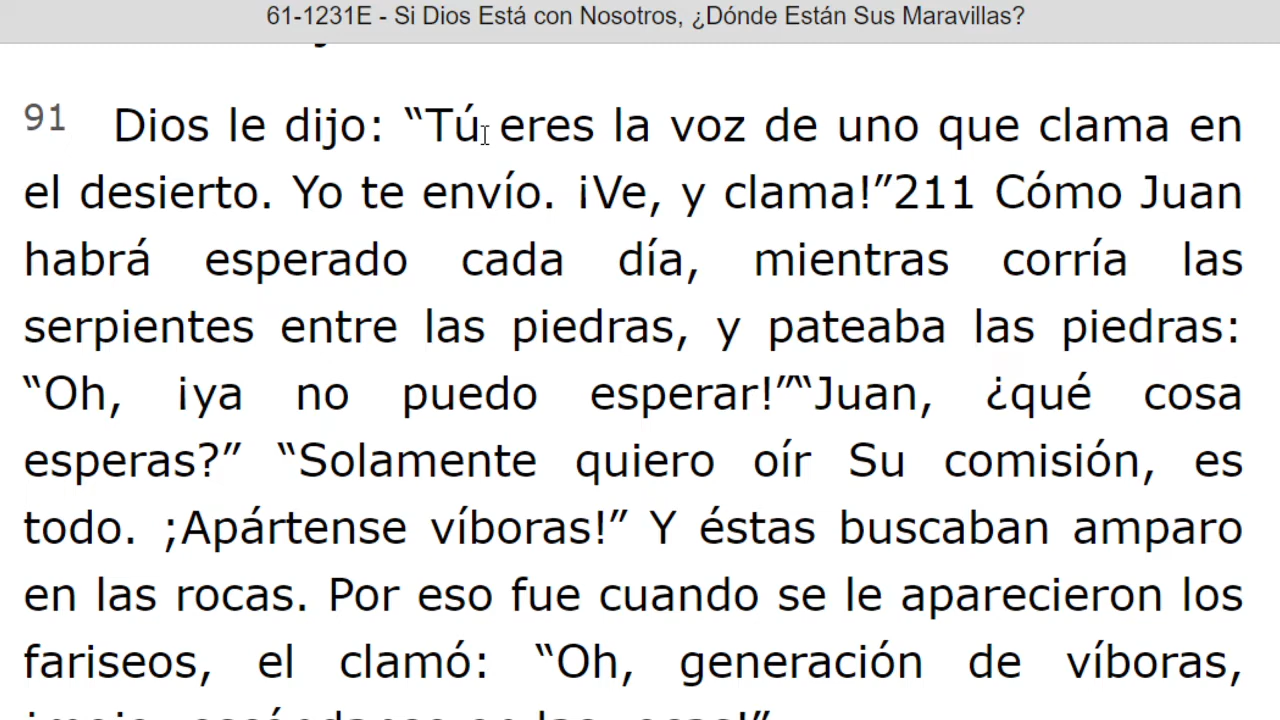 61-1231E - Si Dios Está con Nosotros, ¿Dónde Están Sus Maravillas?
91 Dios le dijo: “Tú eres la voz de uno que clama en
el desierto. Yo te envío. ¡Ve, y clama!”211 Cómo Juan
habrá esperado cada día, mientras corría las
serpientes entre las piedras, y pateaba las piedras:
“Oh, ¡ya no puedo esperar!”“Juan, ¿qué cosa
esperas?” “Solamente quiero oír Su comisión, es
todo. ;Apártense víboras!” Y éstas buscaban amparo
en las rocas. Por eso fue cuando se le aparecieron los
fariseos, el clamó: “Oh, generación de víboras,